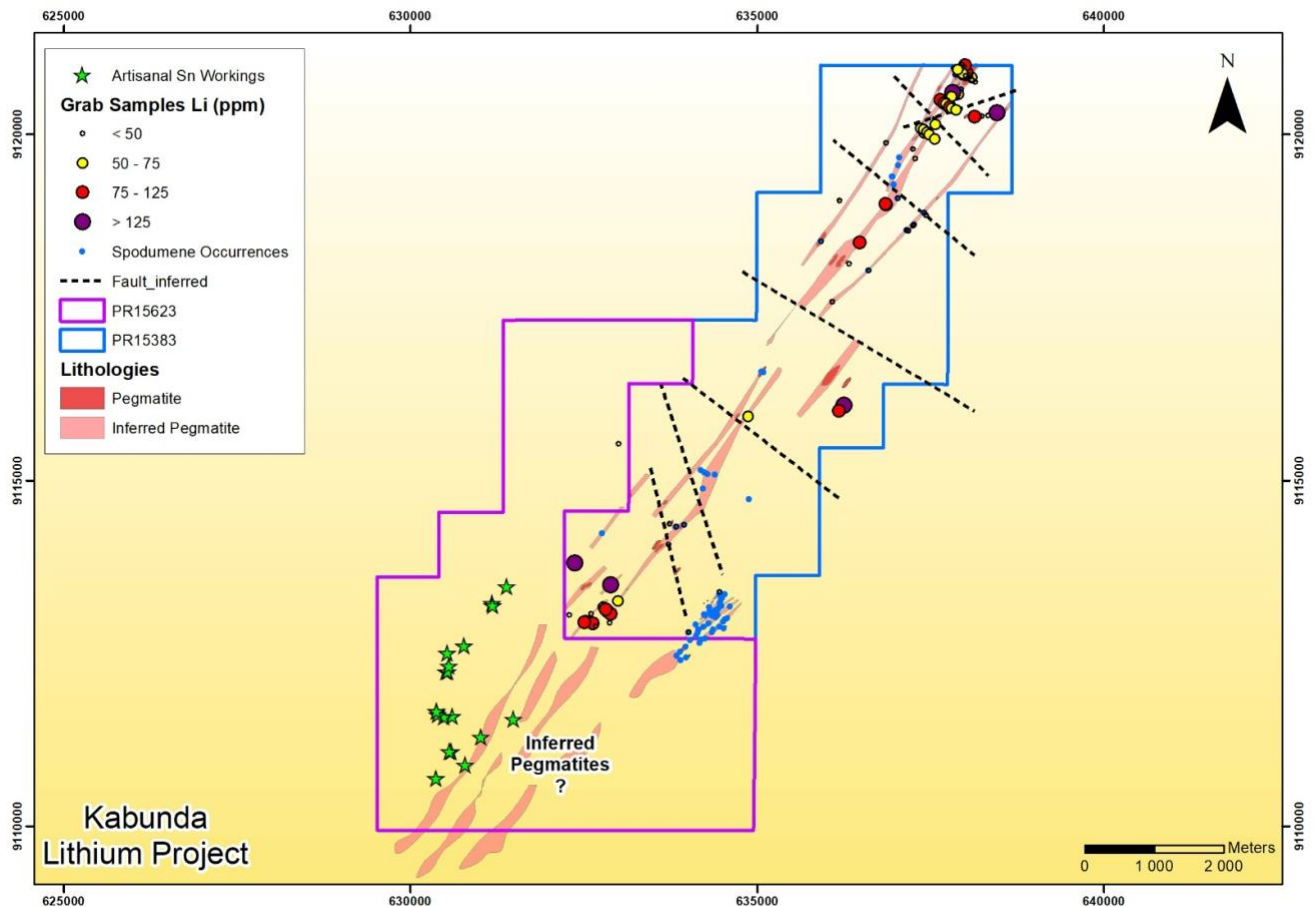 625000
630000
635000
640000
Artisanal Sn Workings
Grab Samples Li (ppm)
< 50
50 - 75
75 - 125
> 125
Spodumene Occurrences
Fault_inferred
PR15623
PR15383
Lithologies
Pegmatite
Inferred Pegmatite
N
9120000
9120000
9115000
9115000
Inferred
Pegmatites
?
9110000
9110000
Kabunda
Lithium Project
Meters
0
1 000
2 000
625000
630000
635000
640000